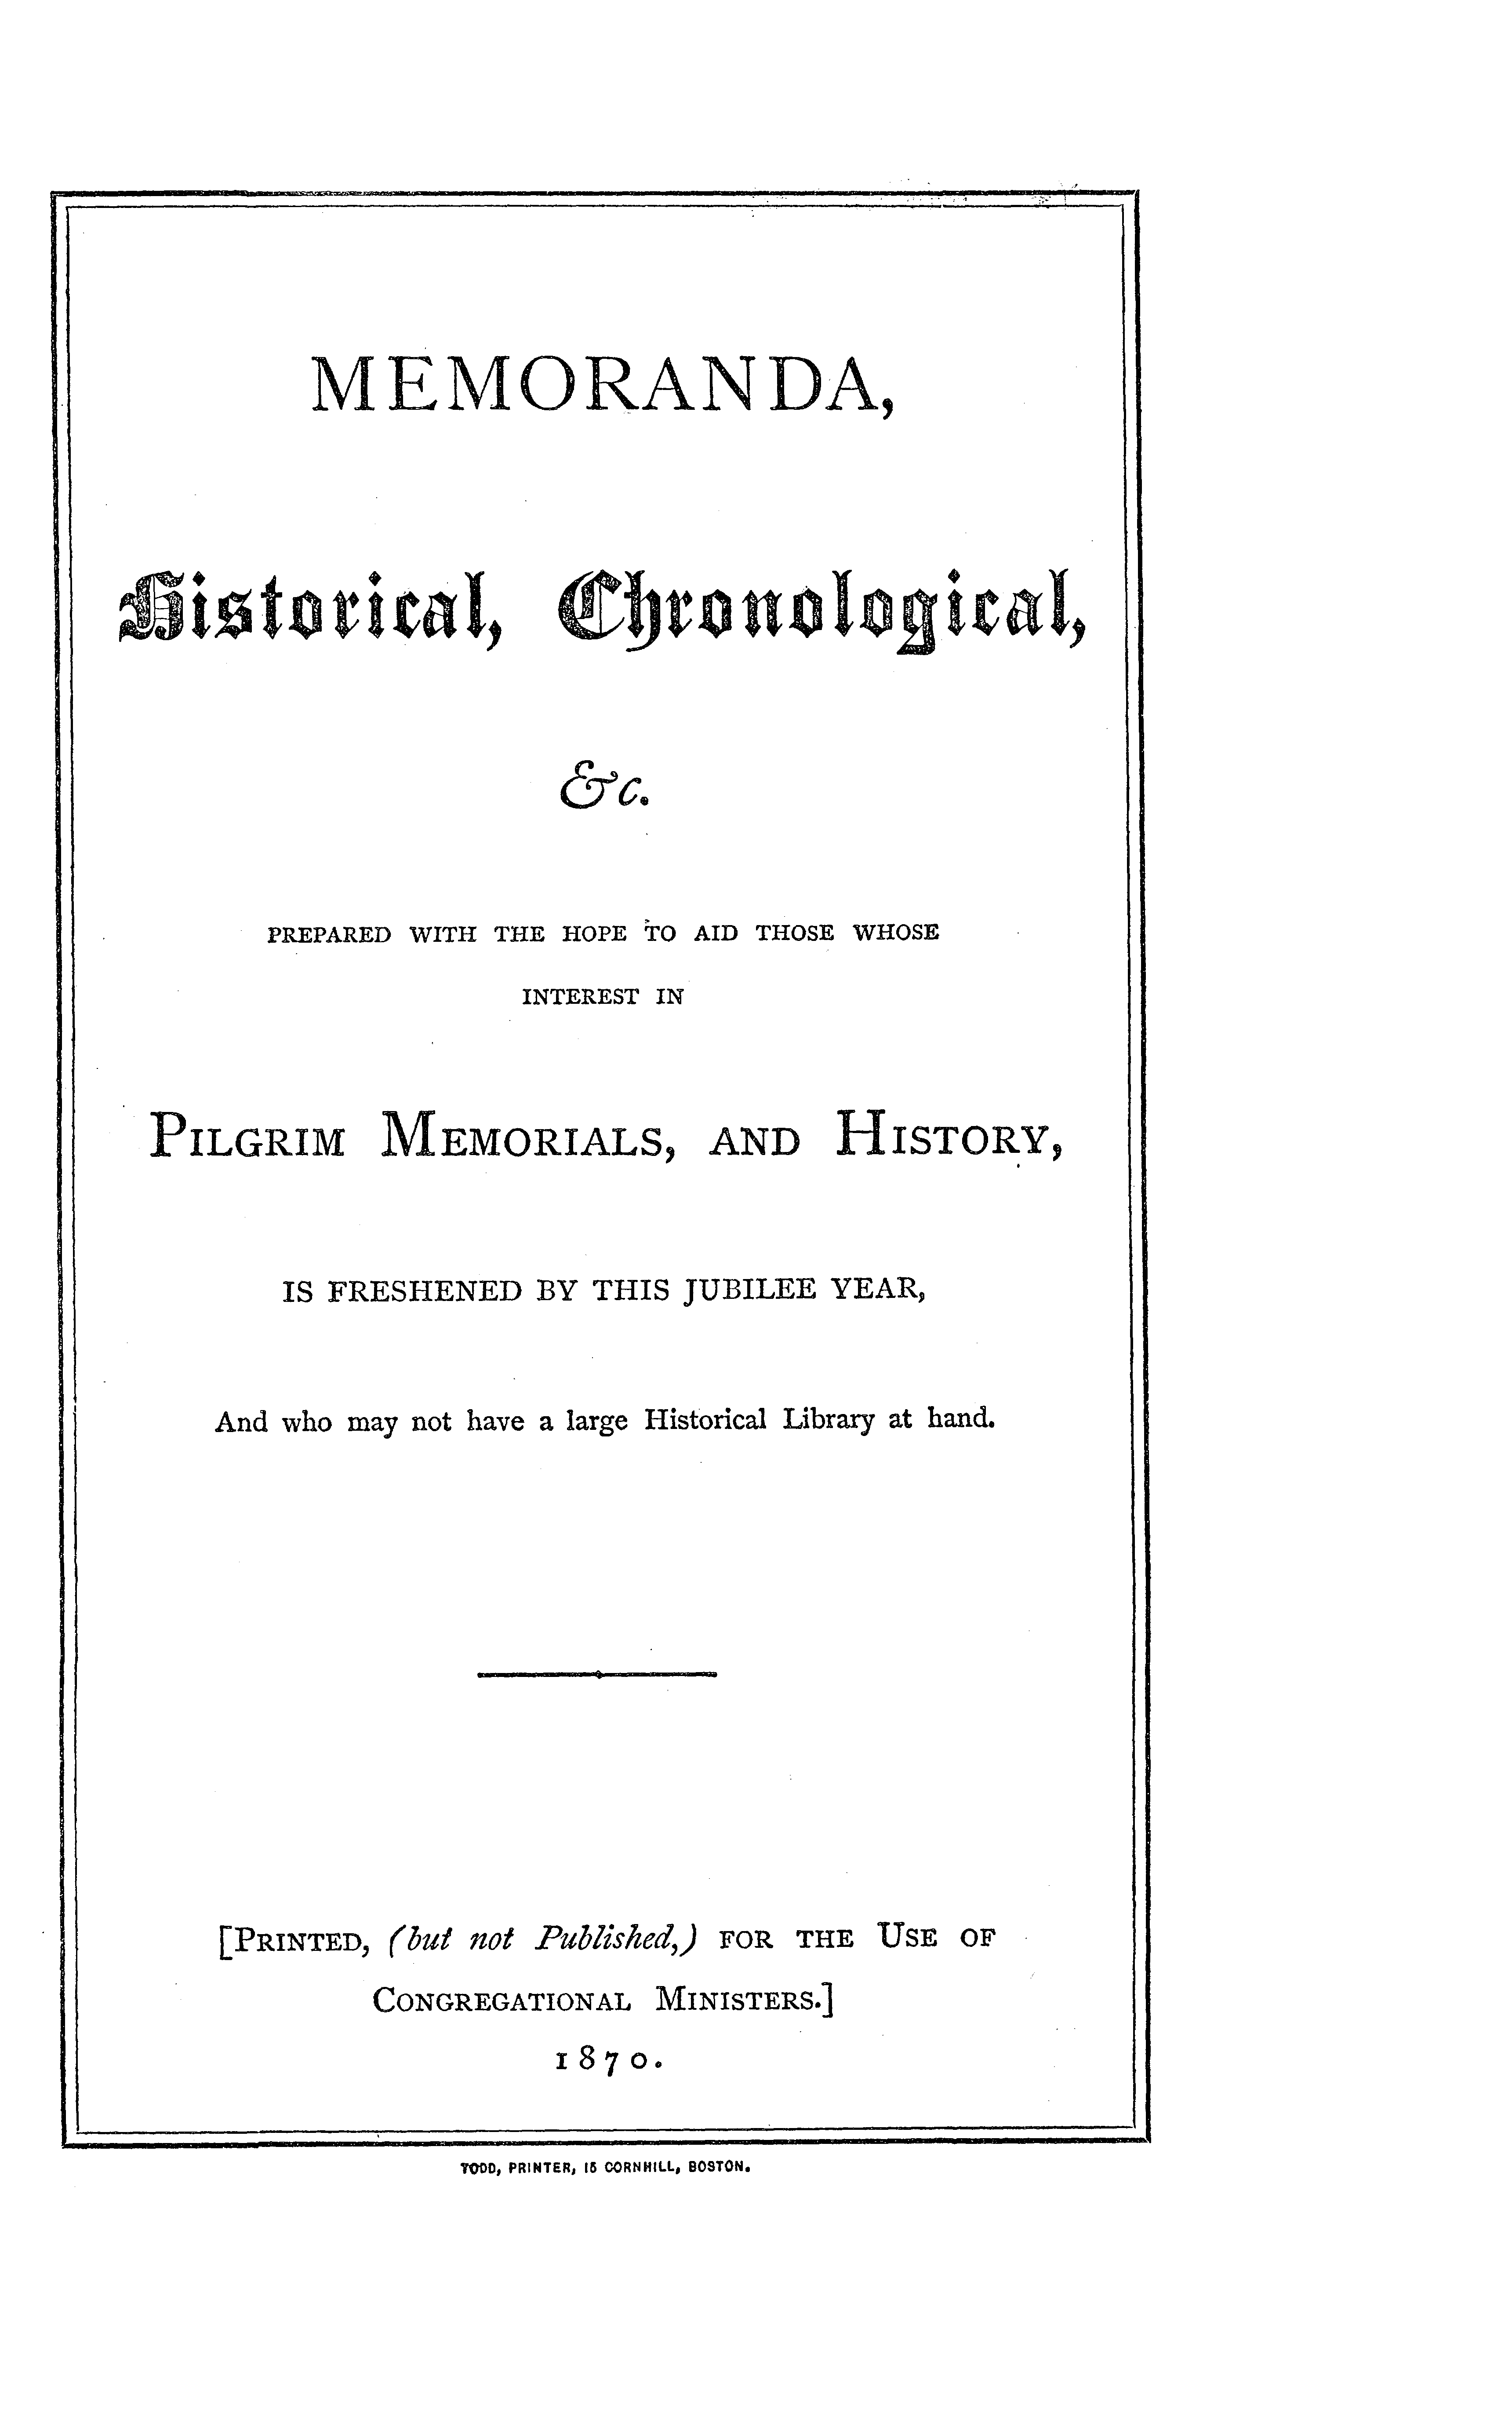 MEMORANDA,
Historical, Chronological,
&c.
PREPARED WITH THE HOPE TO AID THOSE WHOSE
INTEREST IN
PILGRIM MEMORIALS, AND HISTORY,
IS FRESHENED BY THIS JUBILEE YEAR,
And who may not have a large Historical Library at hand.
[PRINTED, (but not Published,) FOR THE USE OF
CONGREGATIONAL MINISTERS.]
1870.
TODD, PRINTER, 15 CORNHILL, BOSTON.